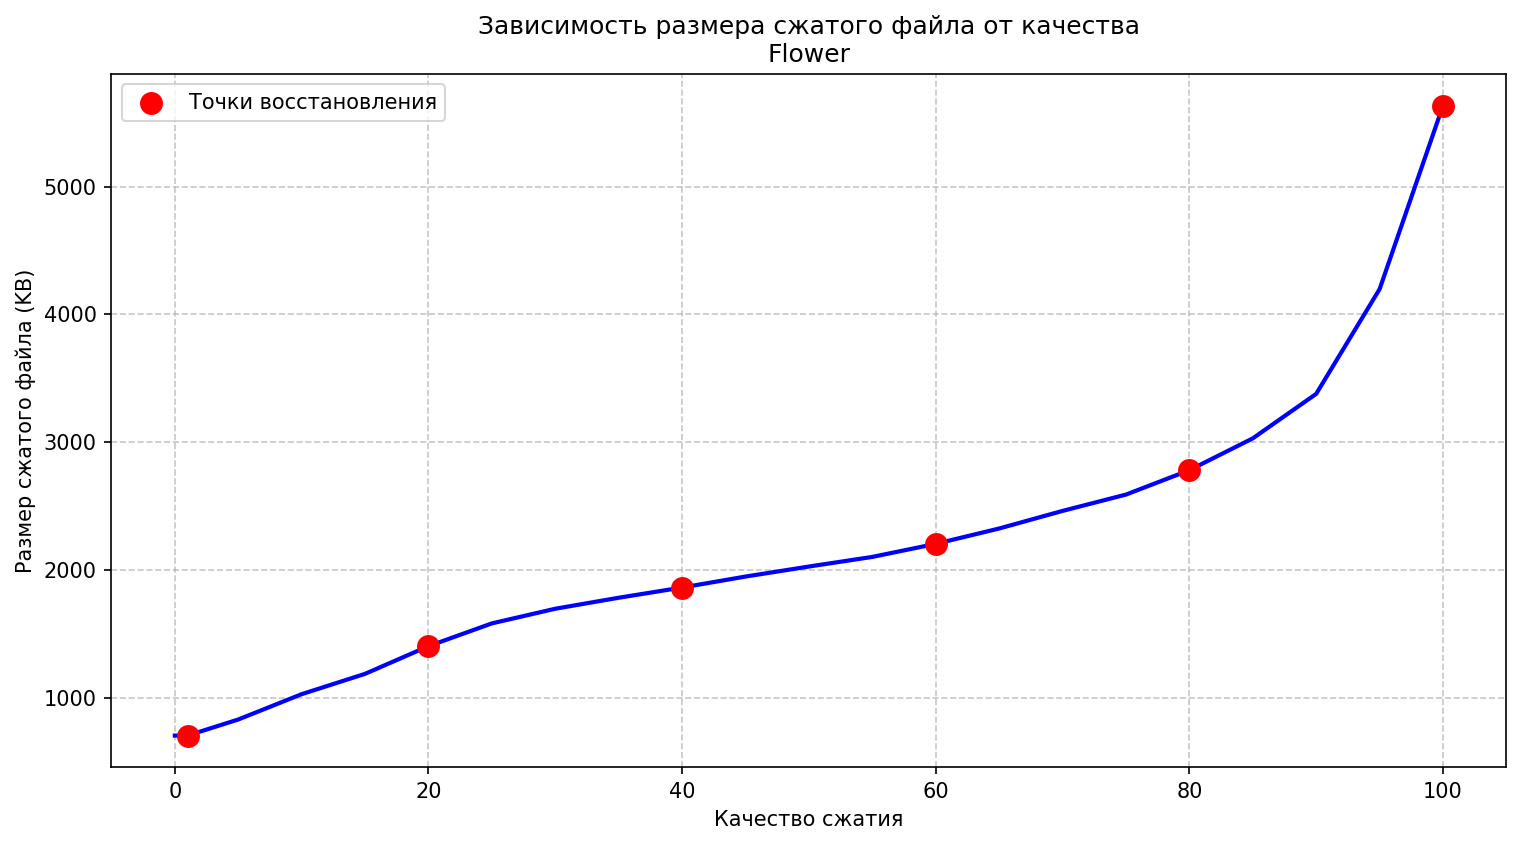 Зависимость размера сжатого файла от качества
Flower
Точки восстановления
Размер сжатого файла (KB)
5000
4000
3000
2000
1000
0 20 40 60 80 100
Качество сжатия